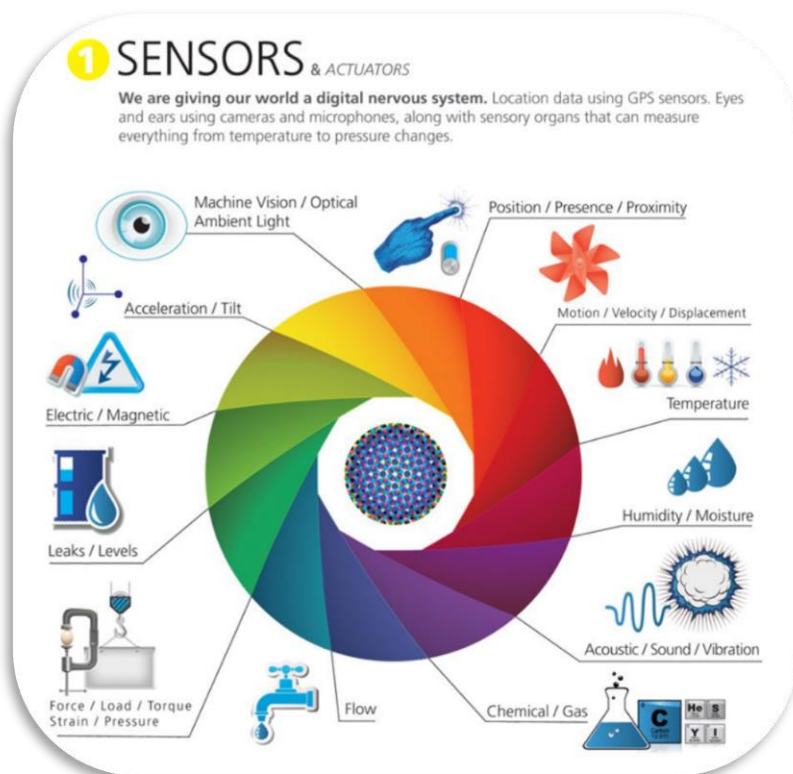 1 SENSORS & ACTUATORS
We are giving our world a digital nervous system. Location data using GPS sensors. Eyes
and ears using cameras and microphones, along with sensory organs that can measure
everything from temperature to pressure changes.
Machine Vision / Optical
Ambient Light
Position / Presence / Proximity
Acceleration / Tilt
Motion / Velocity / Displacement
Electric / Magnetic
Temperature
Leaks / Levels
Humidity / Moisture
Acoustic / Sound / Vibration
Force / Load / Torque
Strain / Pressure
Flow
Chemical / Gas
C
Carbon
He
S
Y
I